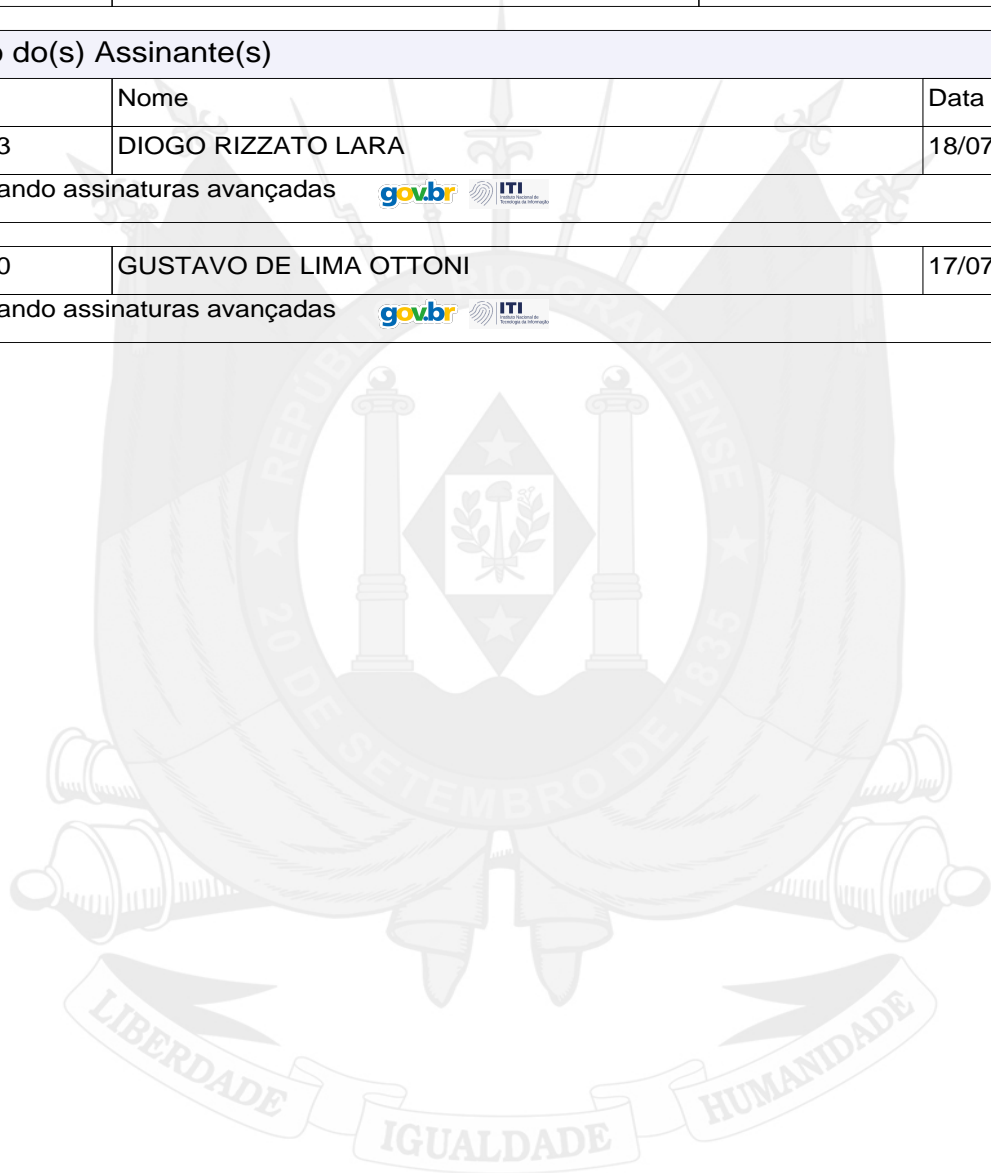 o do(s) Assinante(s)
Nome Data
3 DIOGO RIZZATO LARA 18/07
ando assinaturas avançadas gov.br ITI
0 GUSTAVO DE LIMA OTTONI 17/07
ando assinaturas avançadas gov.br ITI
REPÚBLICA RIO-GRANDENSE
20 DE SETEMBRO DE 1835
LIBERDADE IGUALDADE HUMANIDADE